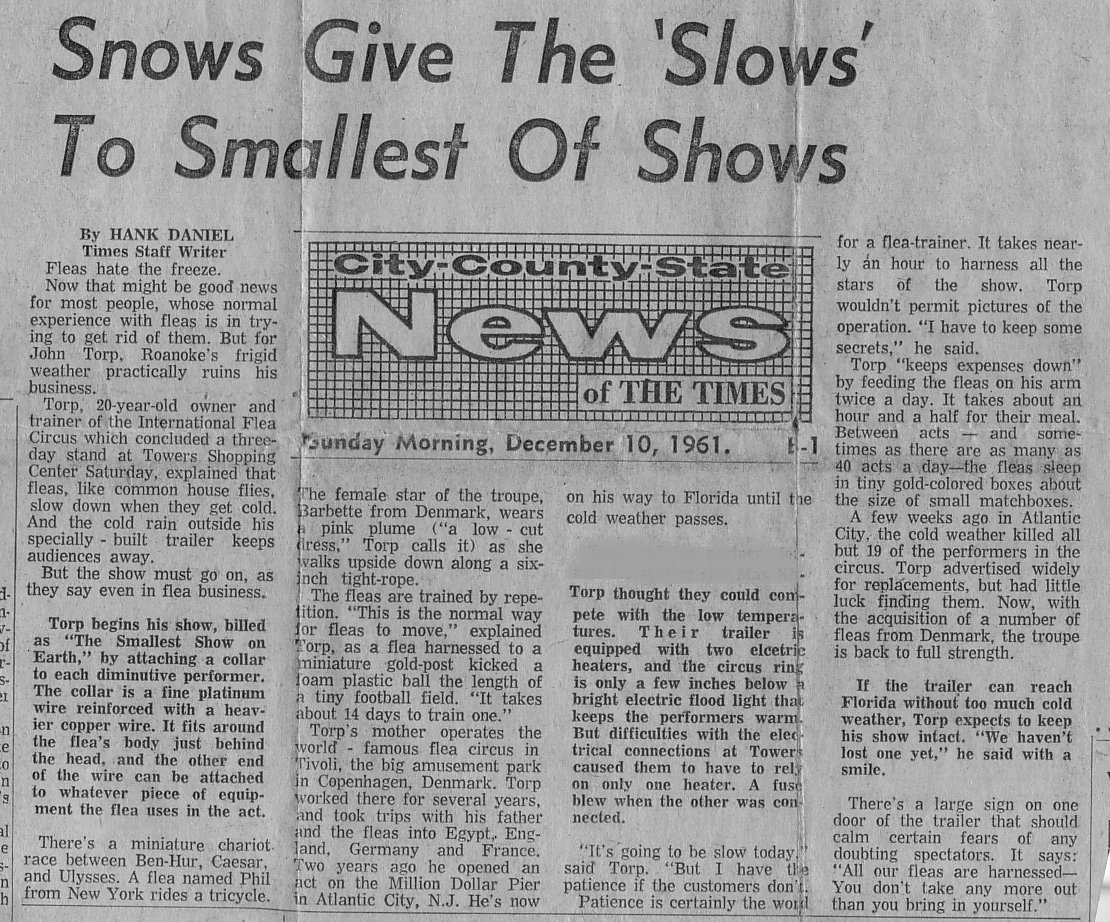 Snows Give The 'Slows'
To Smallest Of Shows
By HANK DANIEL
Times Staff Writer
Fleas hate the freeze.
Now that might be good news
for most people, whose normal
experience with fleas is in try-
ing to get rid of them. But for
John Torp, Roanoke's frigid
weather practically ruins his
business.
Torp, 20-year-old owner and
trainer of the International Flea
Circus which concluded a three-
day stand at Towers Shopping
Center Saturday, explained that
fleas, like common house flies,
slow down when they get cold.
And the cold rain outside his
specially - built trailer keeps
audiences away.
But the show must go on, as
they say even in flea business.
Torp begins his show, billed
as "The Smallest Show on
Earth," by attaching a collar
to each diminutive performer.
The collar is a fine platinum
wire reinforced with a heav-
ier copper wire. It fits around
the flea's body just behind
the head, and the other end
of the wire can be attached
to whatever piece of equip-
ment the flea uses in the act.
There's a miniature chariot
race between Ben-Hur, Caesar,
and Ulysses. A flea named Phil
from New York rides a tricycle.
City-County-State
News
of THE TIMES
Sunday Morning, December 10, 1961. B-1
The female star of the troupe,
Barbette from Denmark, wears
a pink plume ("a low - cut
dress," Torp calls it) as she
walks upside down along a six-
inch tight-rope.
The fleas are trained by repe-
tition. "This is the normal way
for fleas to move," explained
Torp, as a flea harnessed to a
miniature gold-post kicked a
foam plastic ball the length of
a tiny football field. "It takes
about 14 days to train one."
Torp's mother operates the
world - famous flea circus in
Tivoli, the big amusement park
in Copenhagen, Denmark. Torp
worked there for several years,
and took trips with his father
and the fleas into Egypt, Eng-
land, Germany and France.
Two years ago he opened an
act on the Million Dollar Pier
in Atlantic City, N.J. He's now
on his way to Florida until the
cold weather passes.
Torp thought they could com-
pete with the low tempera-
tures. Their trailer is
equipped with two elcetric
heaters, and the circus ring
is only a few inches below a
bright electric flood light that
keeps the performers warm.
But difficulties with the elec-
trical connections at Towers
caused them to have to rely
on only one heater. A fuse
blew when the other was con-
nected.
"It's going to be slow today,"
said Torp. "But I have the
patience if the customers don't.
Patience is certainly the word
for a flea-trainer. It takes near-
ly an hour to harness all the
stars of the show. Torp
wouldn't permit pictures of the
operation. "I have to keep some
secrets," he said.
Torp "keeps expenses down"
by feeding the fleas on his arm
twice a day. It takes about an
hour and a half for their meal.
Between acts — and some-
times as there are as many as
40 acts a day—the fleas sleep
in tiny gold-colored boxes about
the size of small matchboxes.
A few weeks ago in Atlantic
City, the cold weather killed all
but 19 of the performers in the
circus. Torp advertised widely
for replacements, but had little
luck finding them. Now, with
the acquisition of a number of
fleas from Denmark, the troupe
is back to full strength.
If the trailer can reach
Florida without too much cold
weather, Torp expects to keep
his show intact. "We haven't
lost one yet," he said with a
smile.
There's a large sign on one
door of the trailer that should
calm certain fears of any
doubting spectators. It says:
"All our fleas are harnessed—
You don't take any more out
than you bring in yourself."